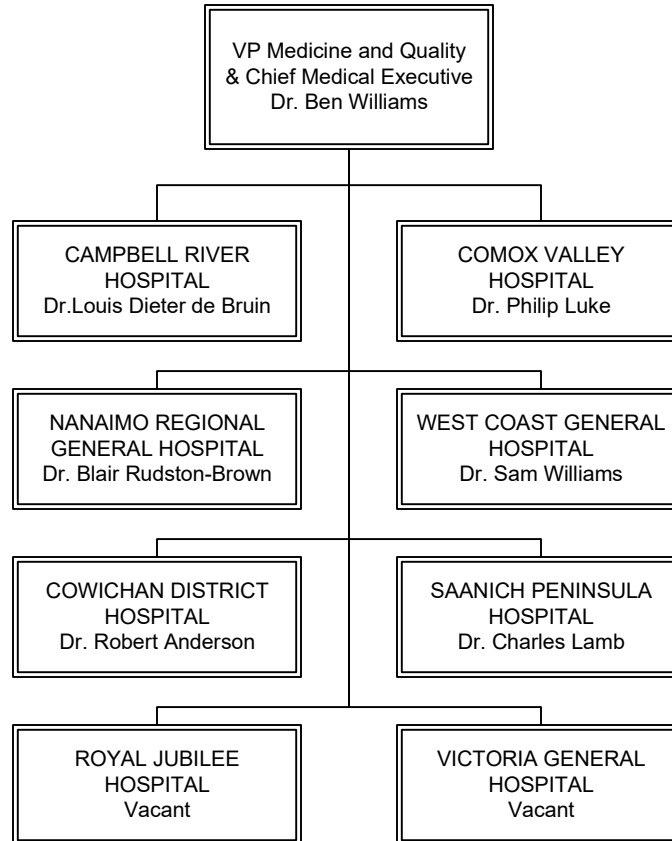 VP Medicine and Quality
& Chief Medical Executive
Dr. Ben Williams
CAMPBELL RIVER
HOSPITAL
Dr.Louis Dieter de Bruin
COMOX VALLEY
HOSPITAL
Dr. Philip Luke
NANAIMO REGIONAL
GENERAL HOSPITAL
Dr. Blair Rudston-Brown
WEST COAST GENERAL
HOSPITAL
Dr. Sam Williams
COWICHAN DISTRICT
HOSPITAL
Dr. Robert Anderson
SAANICH PENINSULA
HOSPITAL
Dr. Charles Lamb
ROYAL JUBILEE
HOSPITAL
Vacant
VICTORIA GENERAL
HOSPITAL
Vacant